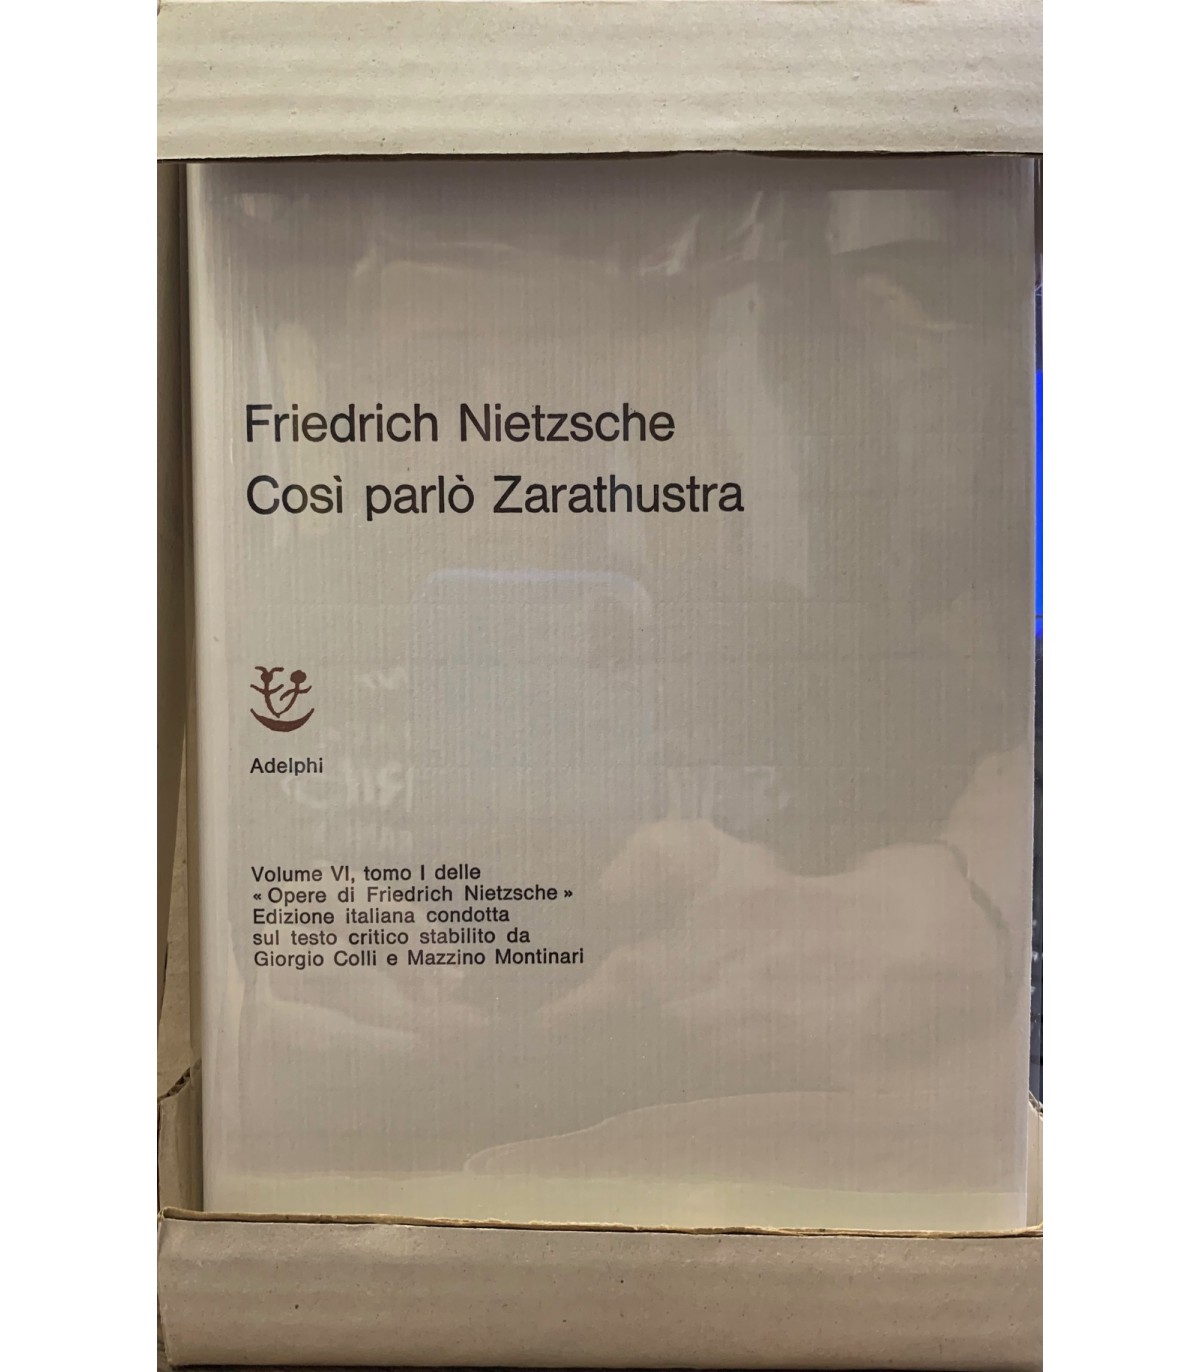 Friedrich Nietzsche
Così parlò Zarathustra
Adelphi
Volume VI, tomo I delle
« Opere di Friedrich Nietzsche »
Edizione italiana condotta
sul testo critico stabilito da
Giorgio Colli e Mazzino Montinari